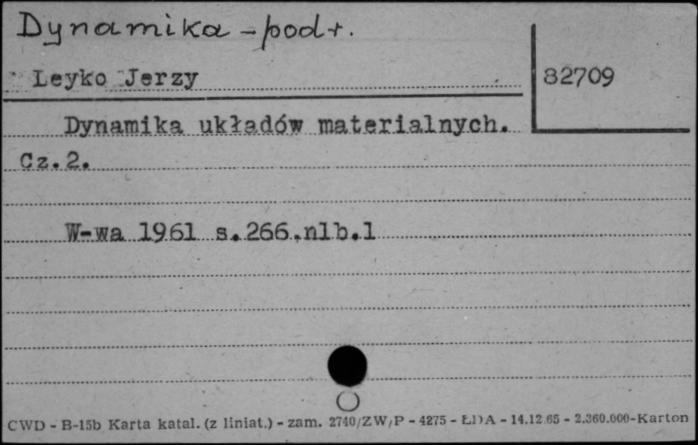 Dynamika - podr.
Leyko Jerzy
82709
Dynamika układów materialnych.
Cz.2.
W-wa 1961 s.266,nlb.1
CWD - B-15b Karta katal. (z liniat.) - zam. 2740/ZW/P - 4275 - ŁDA - 14.12.65 - 2.360.000-Karton